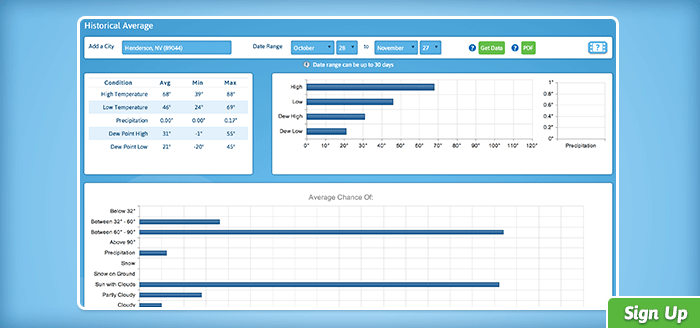 Historical Average
Add a City Henderson, NV (89044) Date Range October 28 to November 27 ? Get Data ? PDF ?
Date range can be up to 30 days
Condition Avg Min Max
High Temperature 68° 39° 88°
Low Temperature 46° 24° 69°
Precipitation 0.00" 0.00" 0.17"
Dew Point High 31° -1° 55°
Dew Point Low 21° -20° 45°
High
Low
Dew High
Dew Low
0° 10° 20° 30° 40° 50° 60° 70° 80° 90° 100° 110° 120°
1"
0.8"
0.6"
0.4"
0.2"
0"
Precipitation
Average Chance Of:
Below 32°
Between 32° - 60°
Between 60° - 90°
Above 90°
Precipitation
Snow
Snow on Ground
Sun with Clouds
Partly Cloudy
Cloudy
Sign Up